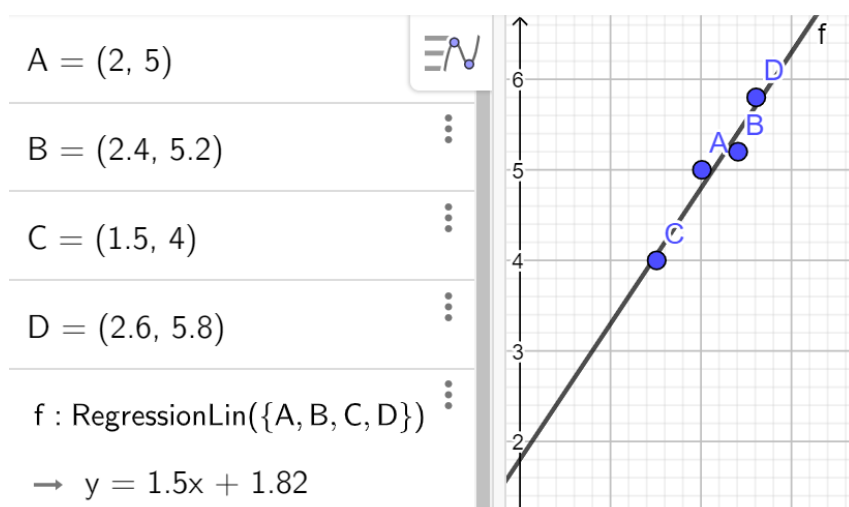 A = (2, 5)
B = (2.4, 5.2)
C = (1.5, 4)
D = (2.6, 5.8)
f : RegressionLin({A, B, C, D})
→ y = 1.5x + 1.82
f
6
D
B
A
5
C
4
3
2